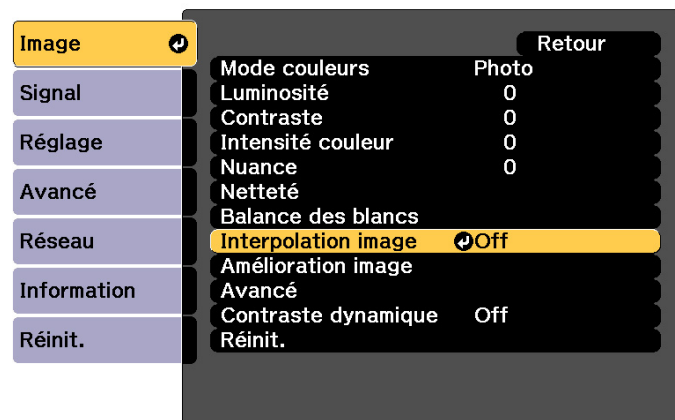 Image
Signal
Réglage
Avancé
Réseau
Information
Réinit.
Retour
Mode couleurs Photo
Luminosité 0
Contraste 0
Intensité couleur 0
Nuance 0
Netteté
Balance des blancs
Interpolation image Off
Amélioration image
Avancé
Contraste dynamique Off
Réinit.